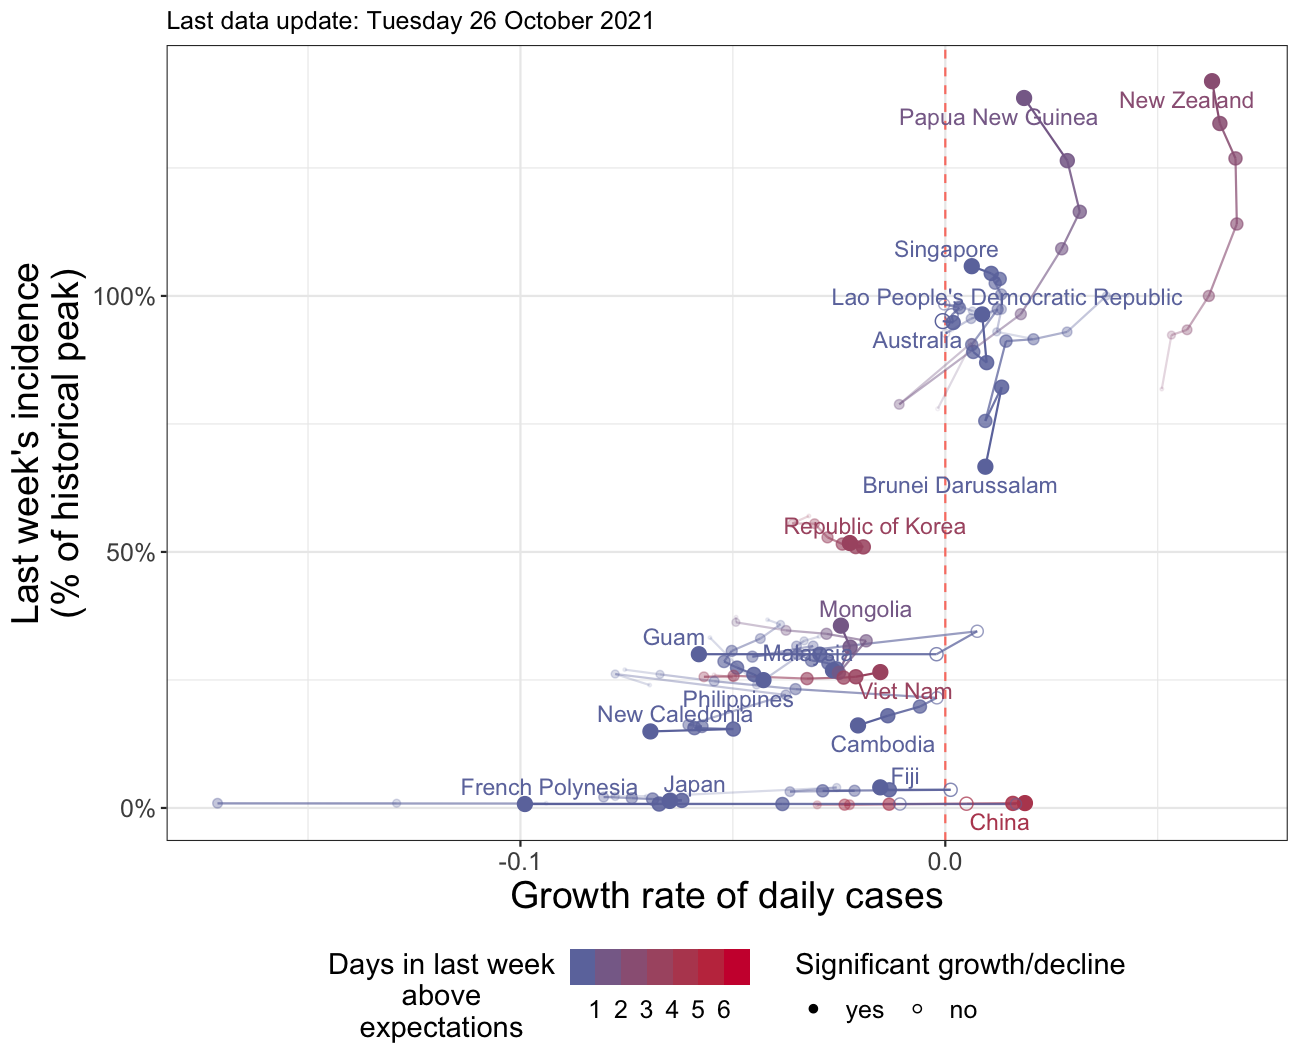 Last data update: Tuesday 26 October 2021
Last week's incidence
(% of historical peak)
100%
50%
0%
New Zealand
Papua New Guinea
Singapore
Lao People's Democratic Republic
Australia
Brunei Darussalam
Republic of Korea
Mongolia
Guam
Malaysia
Viet Nam
Philippines
New Caledonia
Cambodia
Fiji
Japan
French Polynesia
China
-0.1
0.0
Growth rate of daily cases
Days in last week
above
expectations
1 2 3 4 5 6
Significant growth/decline
yes no